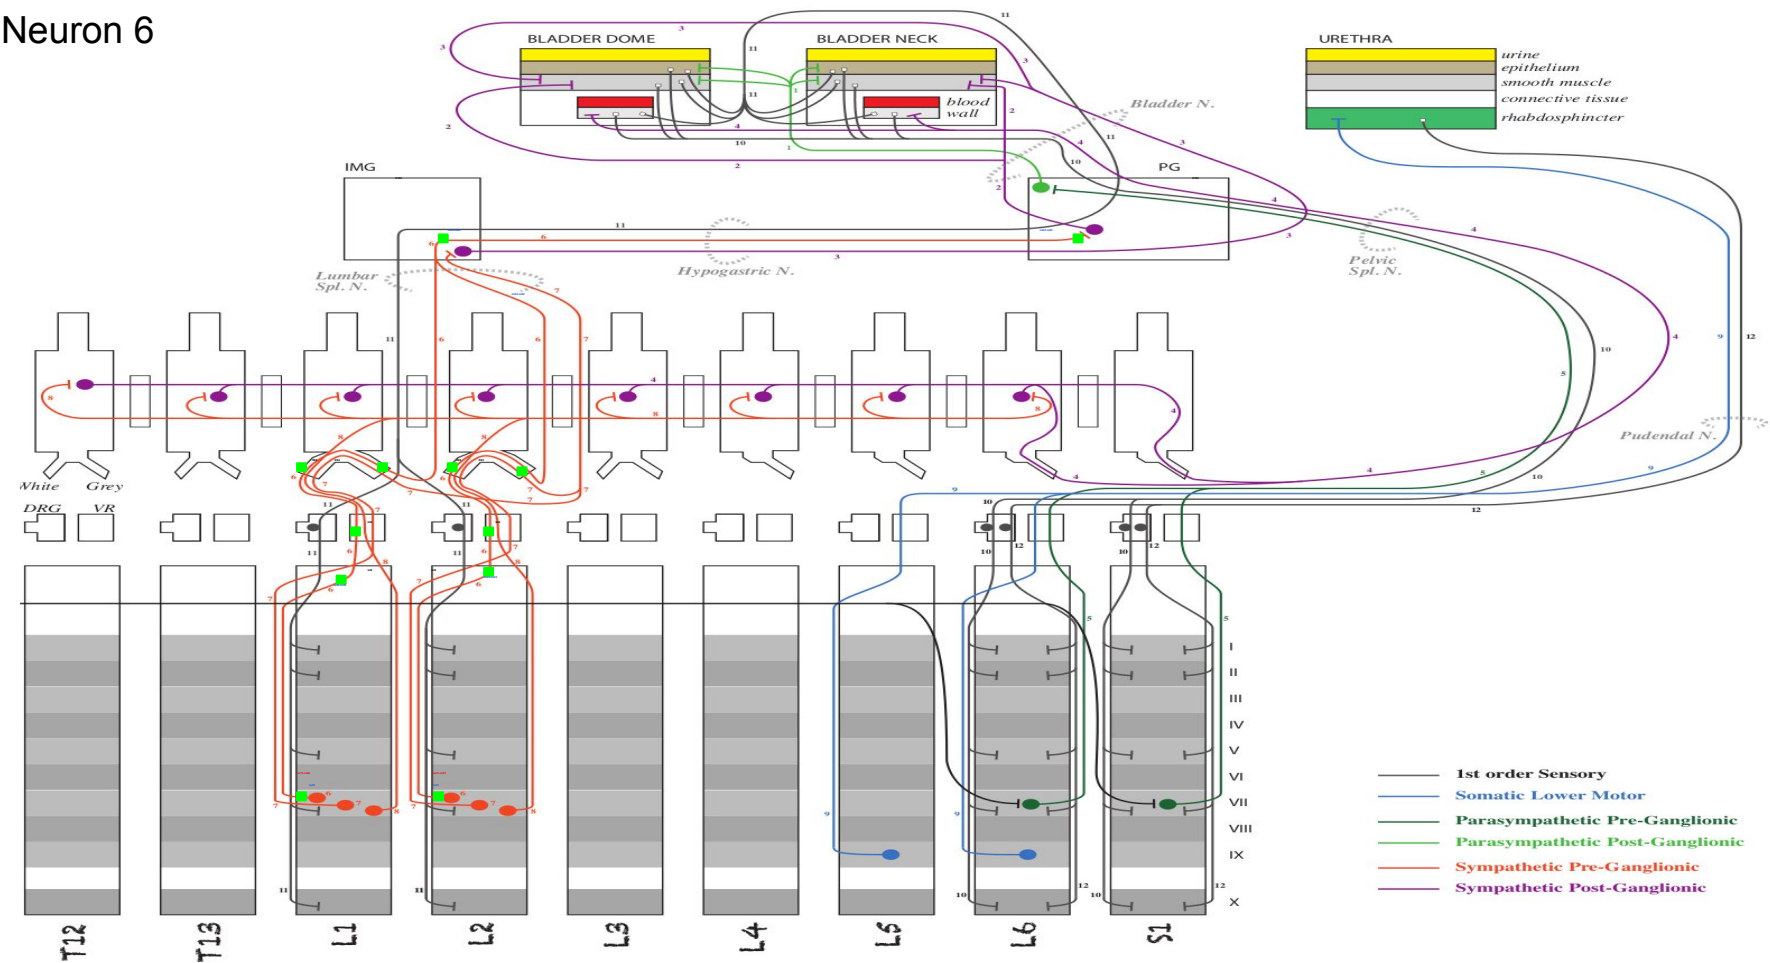 Neuron 6
BLADDER DOME
BLADDER NECK
URETHRA
urine
epithelium
smooth muscle
connective tissue
rhabdosphincter
blood
wall
Bladder N.
IMG
PG
Lumbar
Spl. N.
Hypogastric N.
Pelvic
Spl. N.
Pudendal N.
White Grey
DRG VR
I
II
III
IV
V
VI
VII
VIII
IX
X
1st order Sensory
Somatic Lower Motor
Parasympathetic Pre-Ganglionic
Parasympathetic Post-Ganglionic
Sympathetic Pre-Ganglionic
Sympathetic Post-Ganglionic
T12 T13 L1 L2 L3 L4 L5 L6 S1